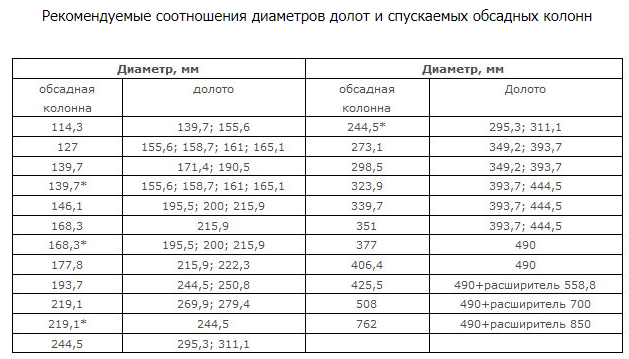 Рекомендуемые соотношения диаметров долот и спускаемых обсадных колонн
Диаметр, мм Диаметр, мм
обсадная колонна долото обсадная колонна Долото
114,3 139,7; 155,6 244,5* 295,3; 311,1
127 155,6; 158,7; 161; 165,1 273,1 349,2; 393,7
139,7 171,4; 190,5 298,5 349,2; 393,7
139,7* 155,6; 158,7; 161; 165,1 323,9 393,7; 444,5
146,1 195,5; 200; 215,9 339,7 393,7; 444,5
168,3 215,9 351 393,7; 444,5
168,3* 195,5; 200; 215,9 377 490
177,8 215,9; 222,3 406,4 490
193,7 244,5; 250,8 425,5 490+расширитель 558,8
219,1 269,9; 279,4 508 490+расширитель 700
219,1* 244,5 762 490+расширитель 850
244,5 295,3; 311,1